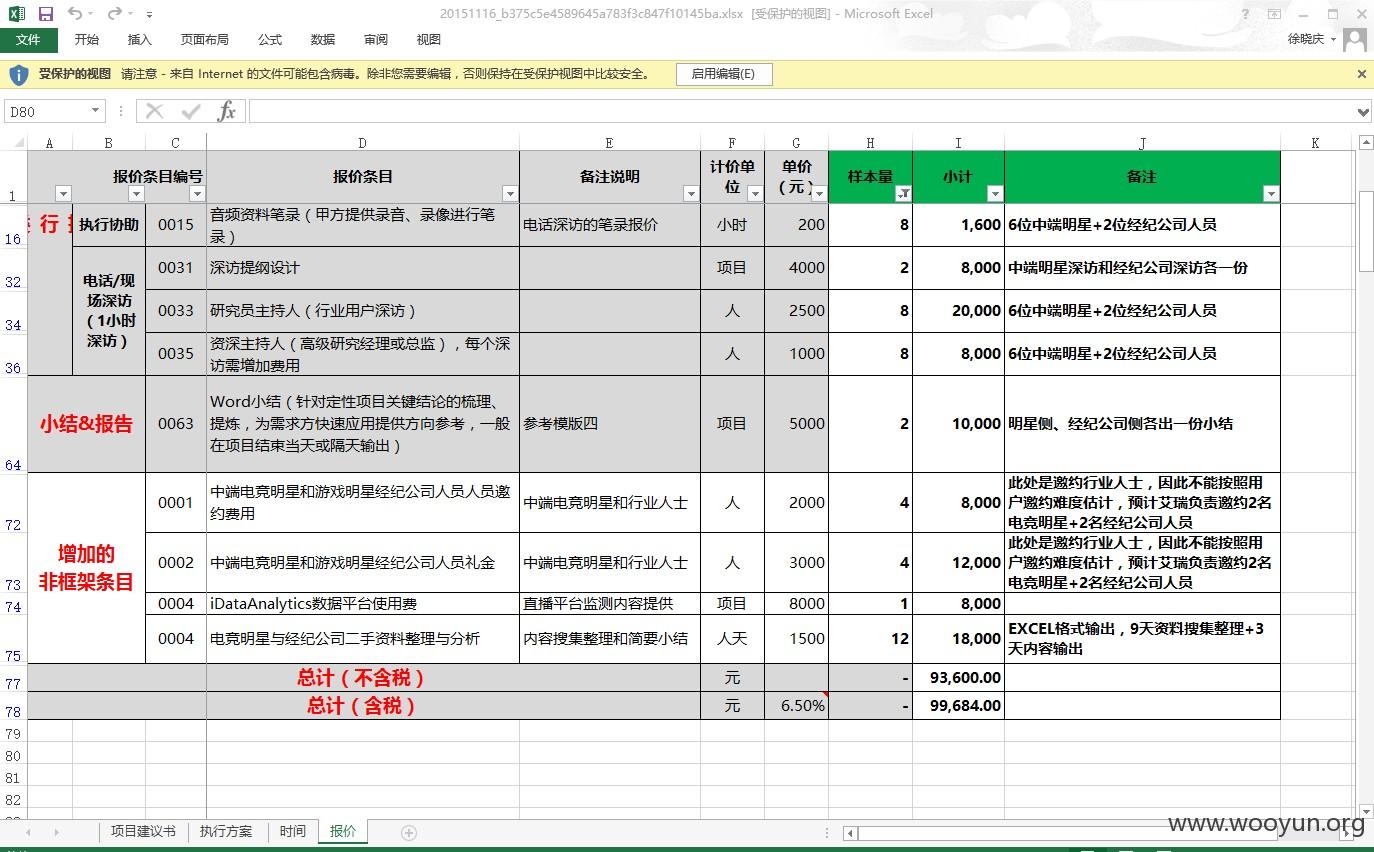 20151116_b375c5e4589645a783f3c847f10145ba.xlsx [受保护的视图] - Microsoft Excel
文件 开始 插入 页面布局 公式 数据 审阅 视图
徐晓庆
受保护的视图 请注意 - 来自 Internet 的文件可能包含病毒。除非您需要编辑，否则保持在受保护视图中比较安全。 启用编辑(E)
D80
fx
A B C D E F G H I J K
1 报价条目编号 报价条目 备注说明 计价单位 单价（元） 样本量 小计 备注
16 行 执行协助 0015 音频资料笔录（甲方提供录音、录像进行笔
录） 电话深访的笔录报价 小时 200 8 1,600 6位中端明星+2位经纪公司人员
电话/现
场深访
（1小时
深访）
32 0031 深访提纲设计 项目 4000 2 8,000 中端明星深访和经纪公司深访各一份
34 0033 研究员主持人（行业用户深访） 人 2500 8 20,000 6位中端明星+2位经纪公司人员
36 0035 资深主持人（高级研究经理或总监），每个深
访需增加费用 人 1000 8 8,000 6位中端明星+2位经纪公司人员
64 小结&报告 0063 Word小结（针对定性项目关键结论的梳理、
提炼，为需求方快速应用提供方向参考，一般
在项目结束当天或隔天输出） 参考模版四 项目 5000 2 10,000 明星侧、经纪公司侧各出一份小结
增加的
非框架条目
72 0001 中端电竞明星和游戏明星经纪公司人员人员邀
约费用 中端电竞明星和行业人士 人 2000 4 8,000 此处是邀约行业人士，因此不能按照用
户邀约难度估计，预计艾瑞负责邀约2名
电竞明星+2名经纪公司人员
73 0002 中端电竞明星和游戏明星经纪公司人员礼金 中端电竞明星和行业人士 人 3000 4 12,000 此处是邀约行业人士，因此不能按照用
户邀约难度估计，预计艾瑞负责邀约2名
电竞明星+2名经纪公司人员
74 0004 iDataAnalytics数据平台使用费 直播平台监测内容提供 项目 8000 1 8,000
75 0004 电竞明星与经纪公司二手资料整理与分析 内容搜集整理和简要小结 人天 1500 12 18,000 EXCEL格式输出，9天资料搜集整理+3
天内容输出
77 总计（不含税） 元 - 93,600.00
78 总计（含税） 元 6.50% - 99,684.00
79
80
81
82
项目建议书 执行方案 时间 报价
www.wooyun.org